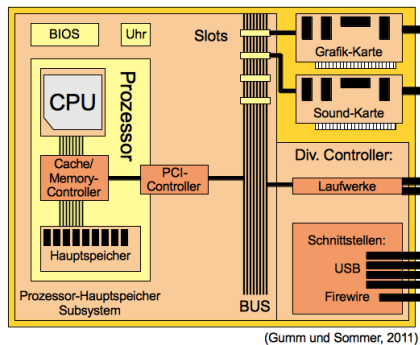 BIOS
Uhr
Slots
Grafik-Karte
Sound-Karte
CPU
Prozessor
Cache/
Memory-
Controller
PCI-
Controller
Hauptspeicher
Prozessor-Hauptspeicher
Subsystem
BUS
Div. Controller:
Laufwerke
Schnittstellen:
USB
Firewire
(Gumm und Sommer, 2011)